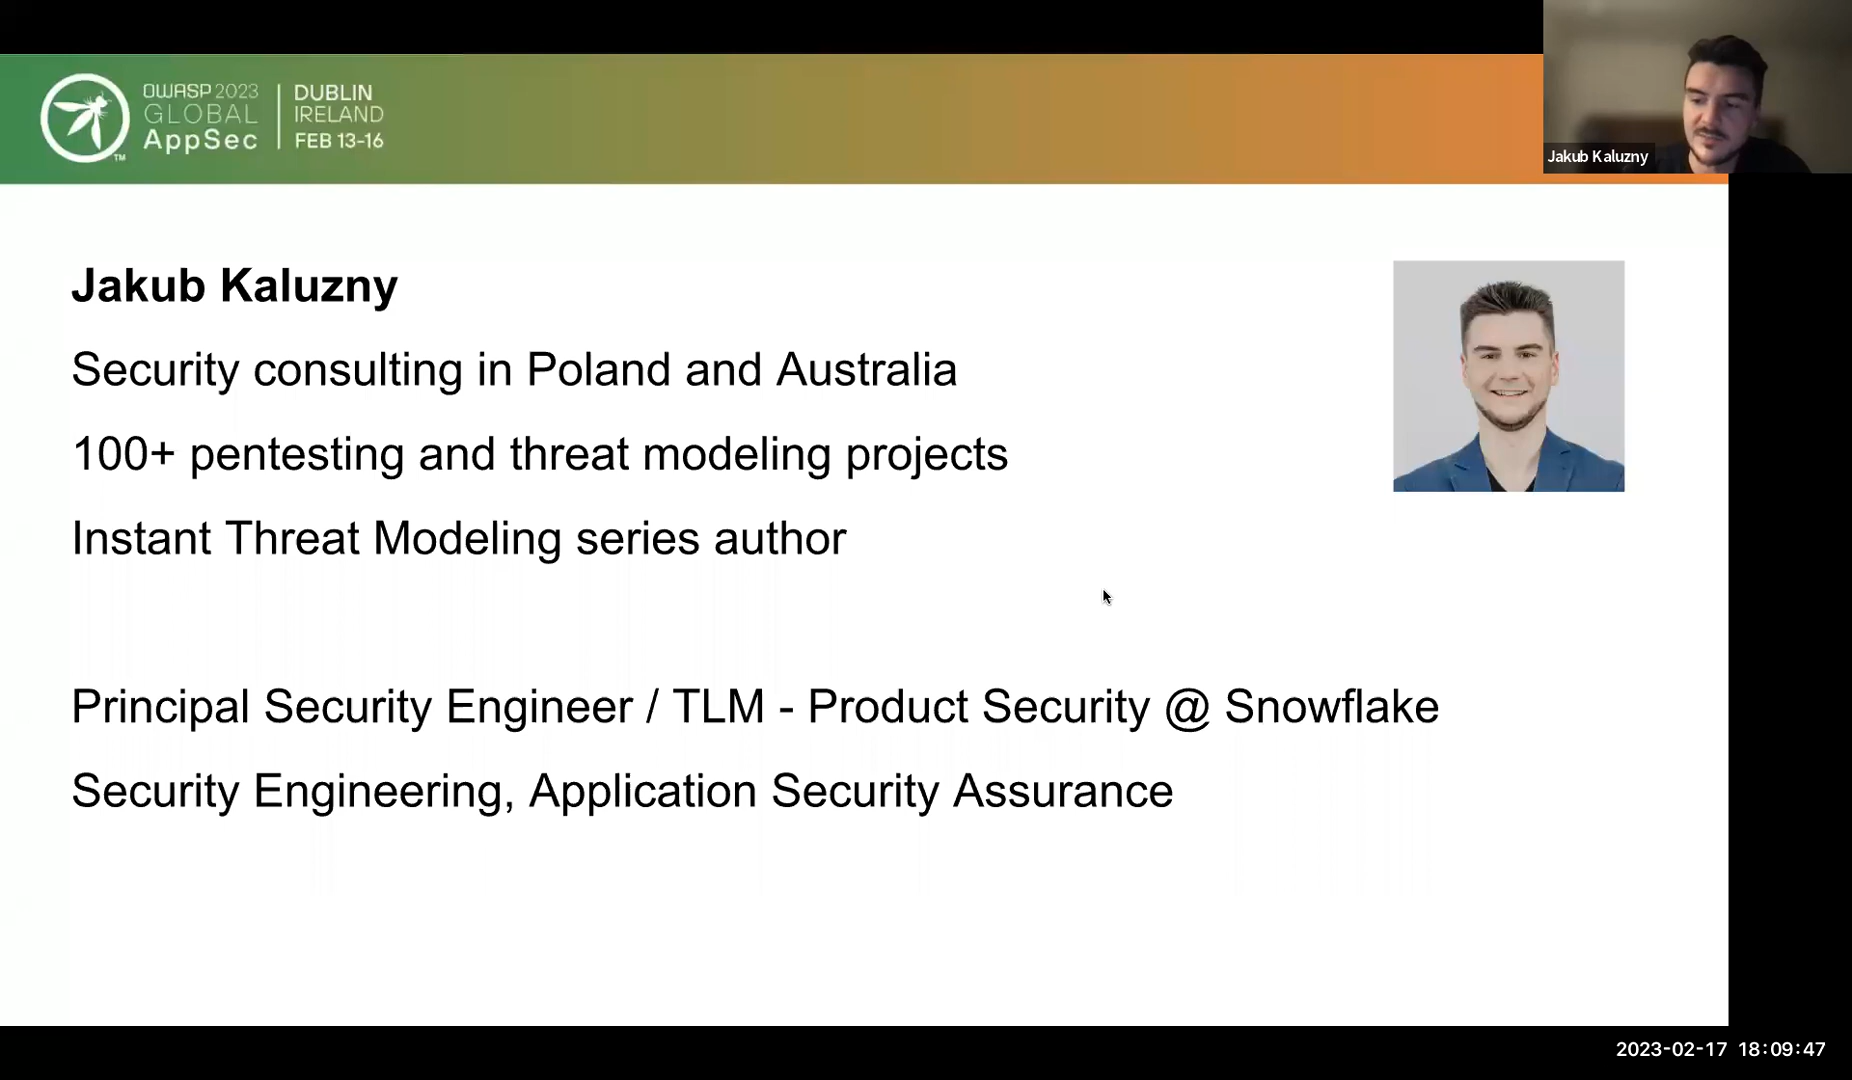 OWASP 2023
GLOBAL
AppSec
TM
DUBLIN
IRELAND
FEB 13-16
Jakub Kaluzny
Jakub Kaluzny
Security consulting in Poland and Australia
100+ pentesting and threat modeling projects
Instant Threat Modeling series author
Principal Security Engineer / TLM - Product Security @ Snowflake
Security Engineering, Application Security Assurance
2023-02-17 18:09:47